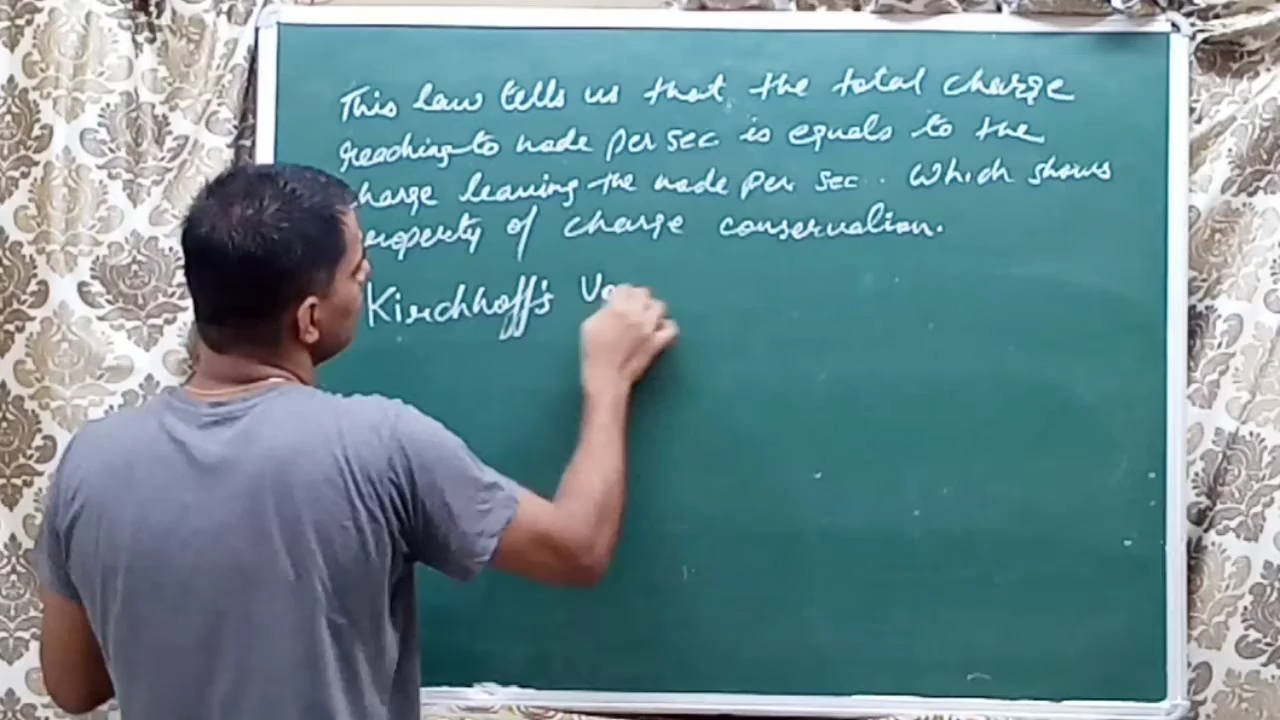 This law tells us that the total charge
reaching to node per sec is equals to the
charge leaving the node per sec. Which shows
property of charge conservation.
Kirchhoff's Vo